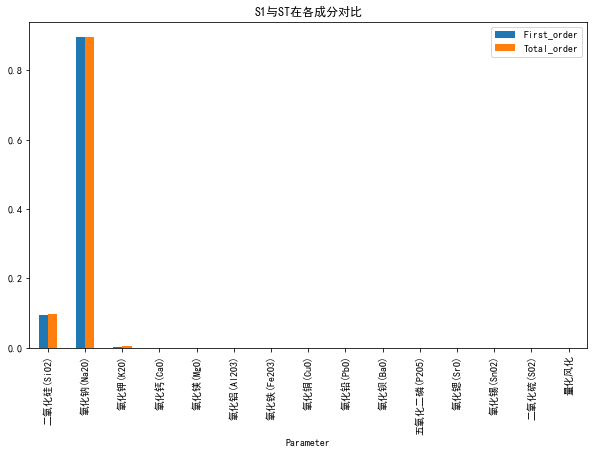 S1与ST在各成分对比
First_order
Total_order
0.8
0.6
0.4
0.2
0.0
二氧化硅(SiO2)
氧化钠(Na2O)
氧化钾(K2O)
氧化钙(CaO)
氧化镁(MgO)
氧化铝(Al2O3)
氧化铁(Fe2O3)
氧化铜(CuO)
氧化铅(PbO)
氧化钡(BaO)
五氧化二磷(P2O5)
氧化锶(SrO)
氧化锡(SnO2)
二氧化硫(SO2)
量化风化
Parameter